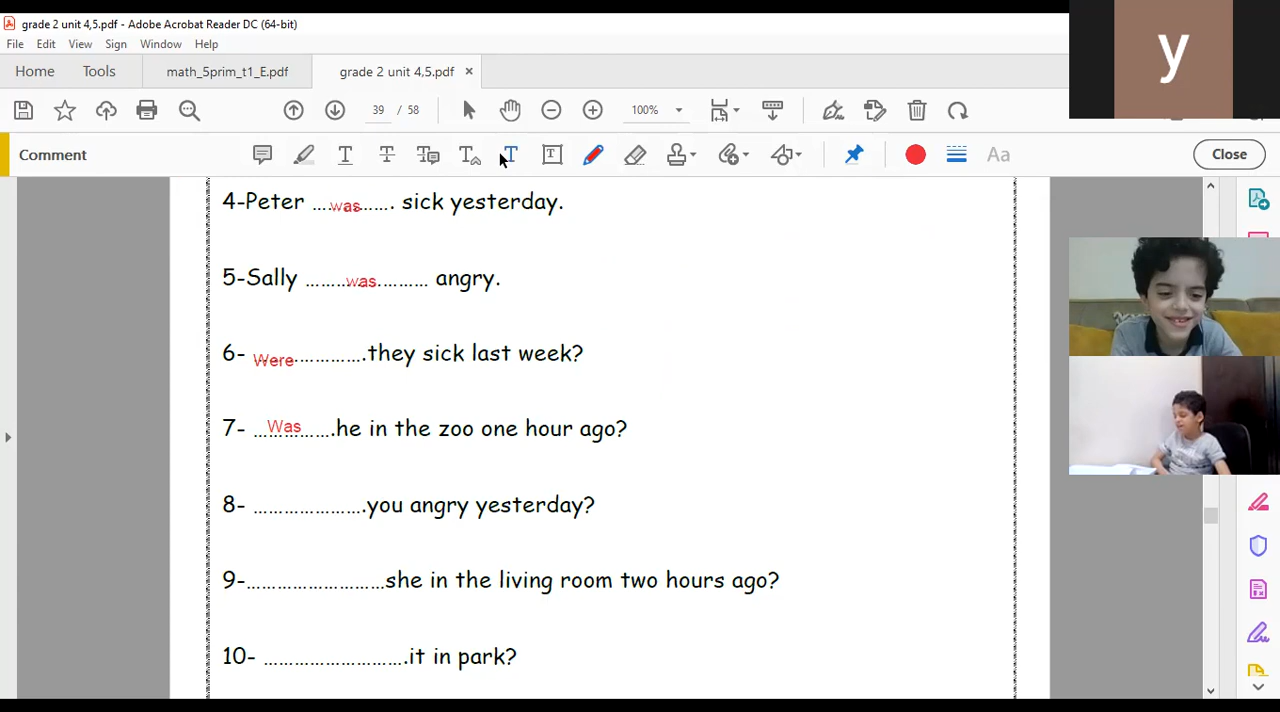 grade 2 unit 4,5.pdf - Adobe Acrobat Reader DC (64-bit)
File Edit View Sign Window Help
Home Tools math_5prim_t1_E.pdf grade 2 unit 4,5.pdf ×
39 / 58 100%
Comment Aa Close
y
4-Peter ....was...... sick yesterday.
5-Sally ........was......... angry.
6- Were.............they sick last week?
7- ...Was.......he in the zoo one hour ago?
8- .....................you angry yesterday?
9-...........................she in the living room two hours ago?
10- ...........................it in park?